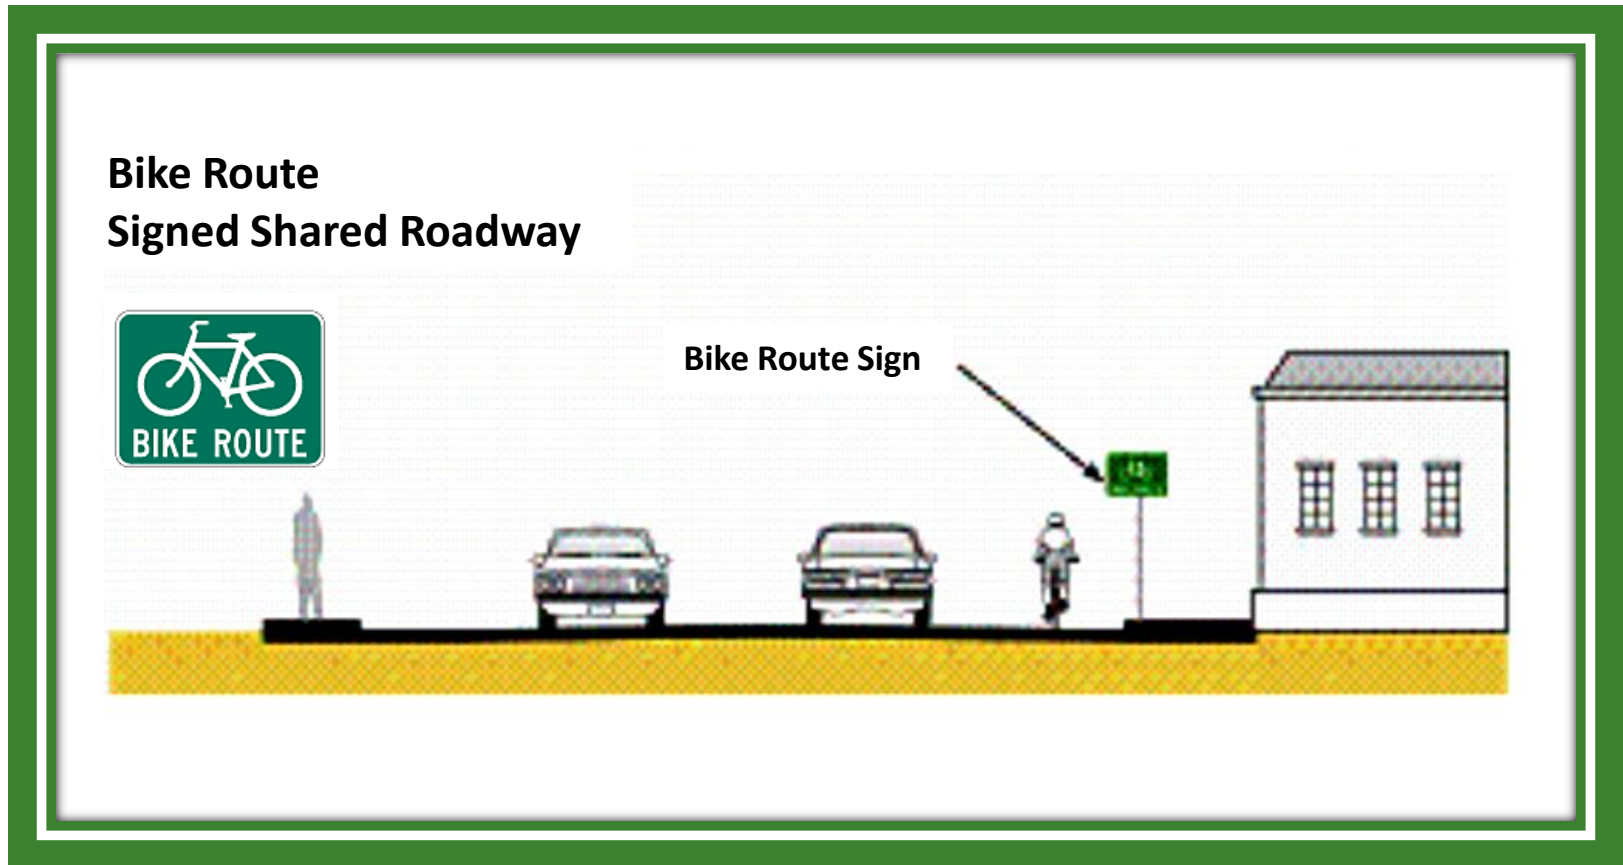 Bike Route
Signed Shared Roadway
BIKE ROUTE
Bike Route Sign